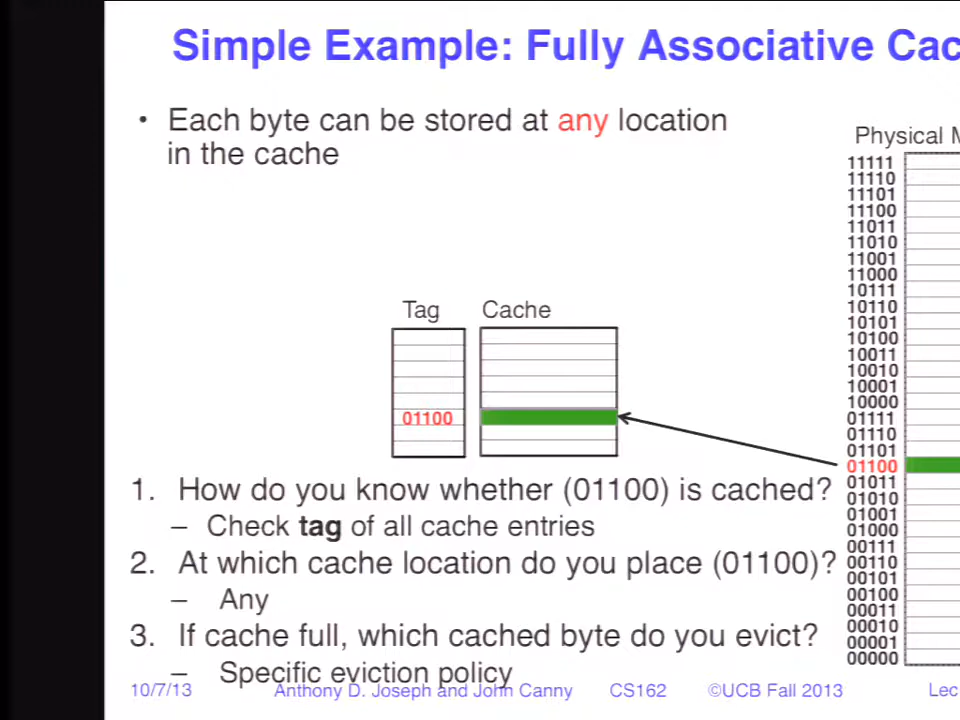 Simple Example: Fully Associative Cac
• Each byte can be stored at any location
in the cache
Physical M
11111
11110
11101
11100
11011
11010
11001
11000
10111
10110
10101
10100
10011
10010
10001
10000
01111
01110
01101
01100
01011
01010
01001
01000
00111
00110
00101
00100
00011
00010
00001
00000
Tag Cache
01100
1. How do you know whether (01100) is cached?
– Check tag of all cache entries
2. At which cache location do you place (01100)?
– Any
3. If cache full, which cached byte do you evict?
– Specific eviction policy
10/7/13 Anthony D. Joseph and John Canny CS162 ©UCB Fall 2013 Lec